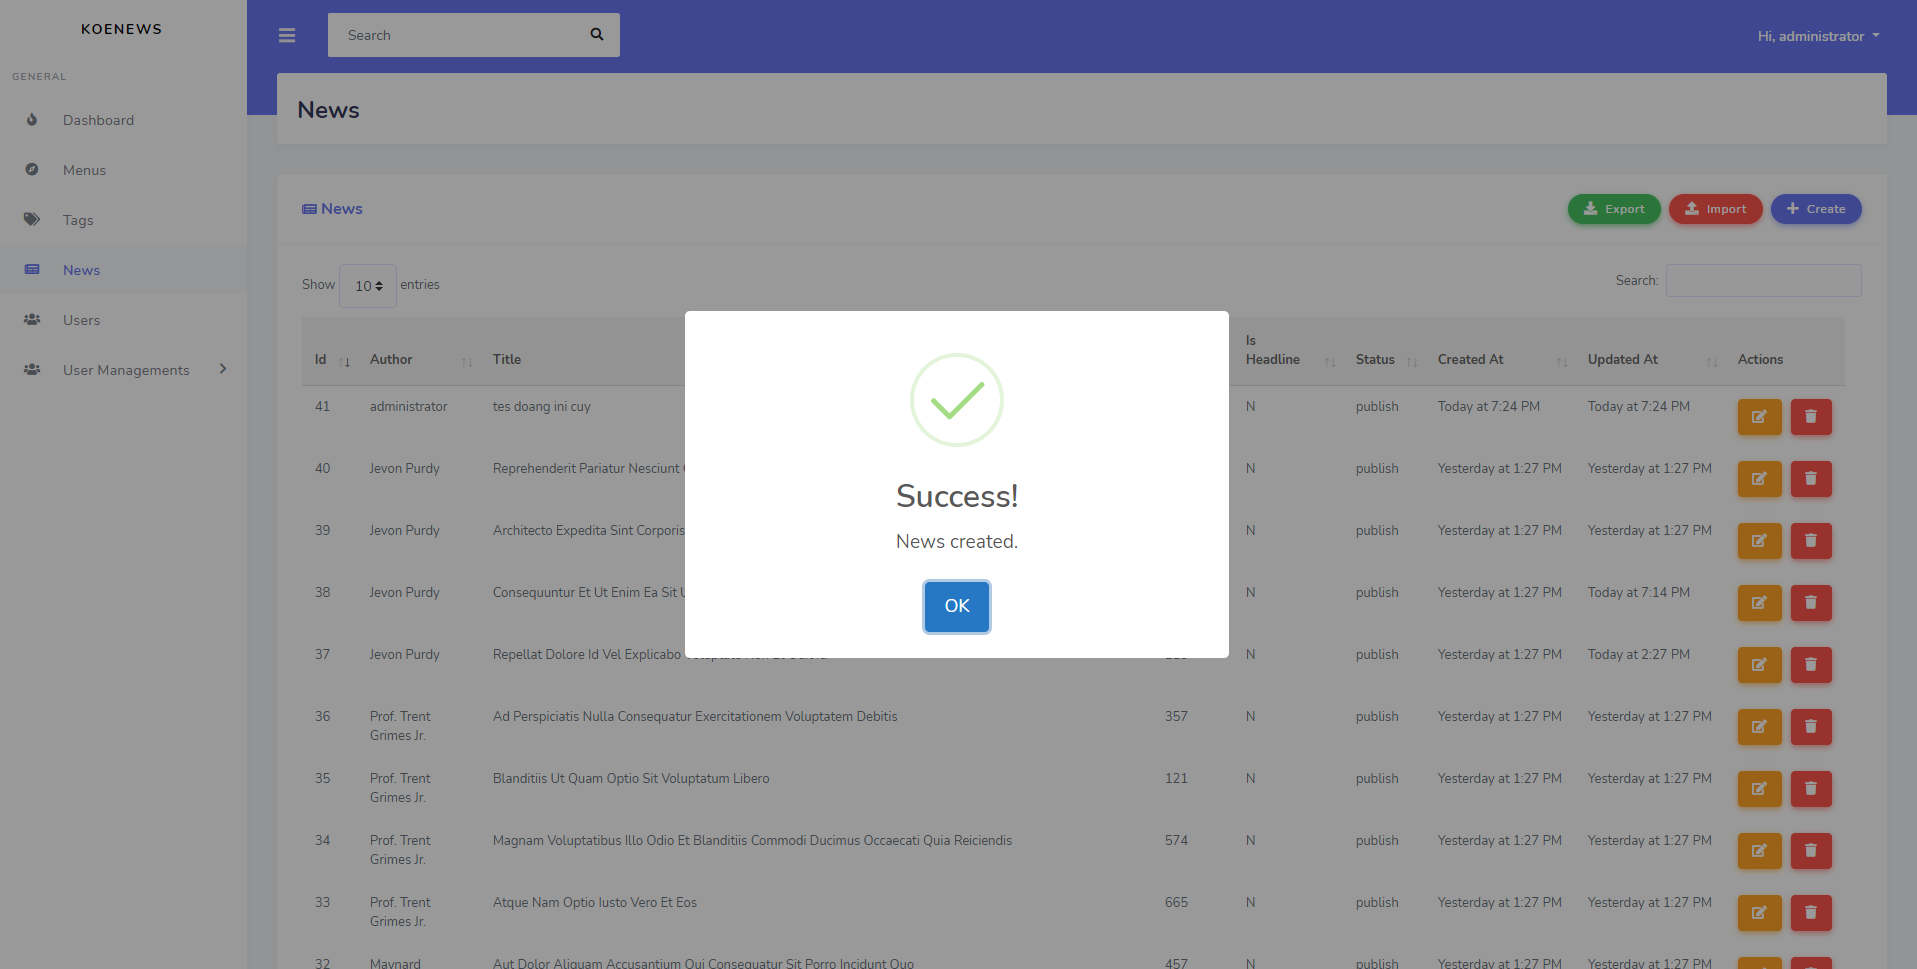 KOENEWS
Search
Hi, administrator
GENERAL
Dashboard
Menus
Tags
News
Users
User Managements
News
News
Export
Import
Create
Show 10 entries
Search:
Id Author Title Is Headline Status Created At Updated At Actions
41 administrator tes doang ini cuy N publish Today at 7:24 PM Today at 7:24 PM
40 Jevon Purdy Reprehenderit Pariatur Nesciunt N publish Yesterday at 1:27 PM Yesterday at 1:27 PM
39 Jevon Purdy Architecto Expedita Sint Corporis N publish Yesterday at 1:27 PM Yesterday at 1:27 PM
38 Jevon Purdy Consequuntur Et Ut Enim Ea Sit N publish Yesterday at 1:27 PM Today at 7:14 PM
37 Jevon Purdy Repellat Dolore Id Vel Explicabo N publish Yesterday at 1:27 PM Today at 2:27 PM
36 Prof. Trent Grimes Jr. Ad Perspiciatis Nulla Consequatur Exercitationem Voluptatem Debitis 357 N publish Yesterday at 1:27 PM Yesterday at 1:27 PM
35 Prof. Trent Grimes Jr. Blanditiis Ut Quam Optio Sit Voluptatum Libero 121 N publish Yesterday at 1:27 PM Yesterday at 1:27 PM
34 Prof. Trent Grimes Jr. Magnam Voluptatibus Illo Odio Et Blanditiis Commodi Ducimus Occaecati Quia Reiciendis 574 N publish Yesterday at 1:27 PM Yesterday at 1:27 PM
33 Prof. Trent Grimes Jr. Atque Nam Optio Iusto Vero Et Eos 665 N publish Yesterday at 1:27 PM Yesterday at 1:27 PM
32 Maynard Aut Dolor Aliquam Accusantium Qui Consequatur Sit Porro Incidunt Quo 457 N publish Yesterday at 1:27 PM Yesterday at 1:27 PM
Success!
News created.
OK